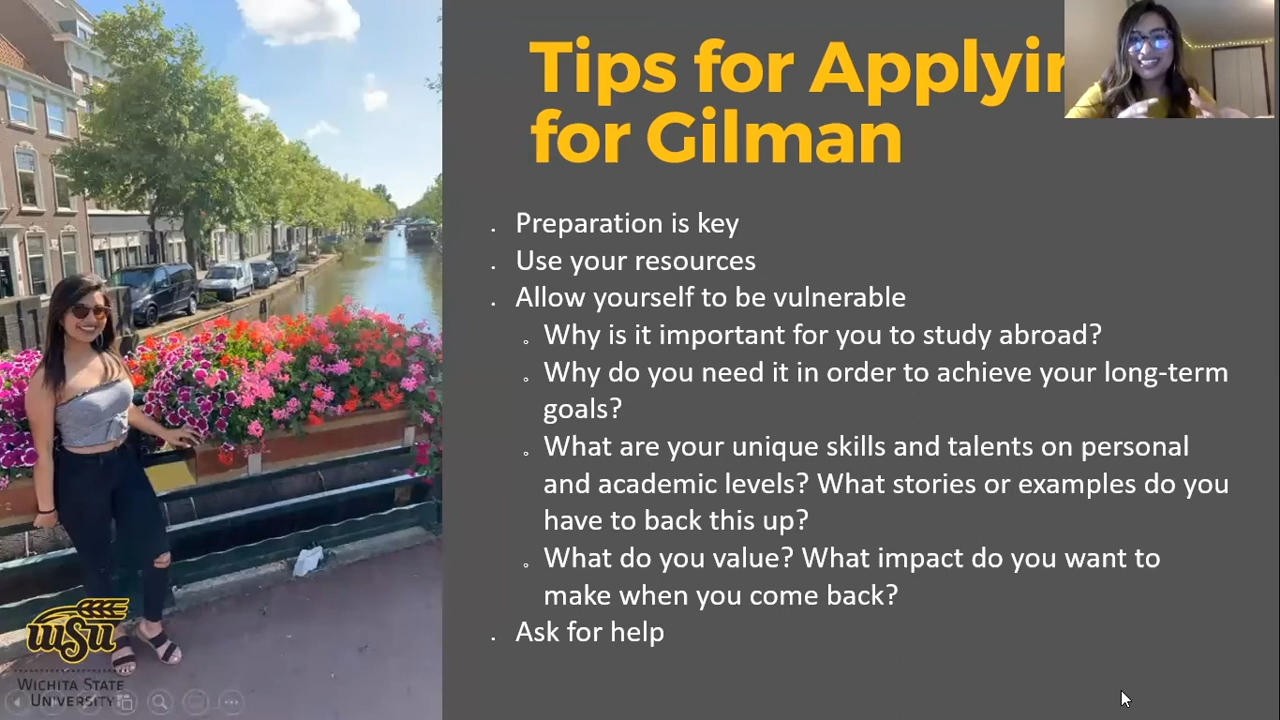 Tips for Applyin
for Gilman
. Preparation is key
. Use your resources
. Allow yourself to be vulnerable
。 Why is it important for you to study abroad?
。 Why do you need it in order to achieve your long-term
goals?
。 What are your unique skills and talents on personal
and academic levels? What stories or examples do you
have to back this up?
。 What do you value? What impact do you want to
make when you come back?
. Ask for help
wsu
WICHITA STATE
UNIVERSITY